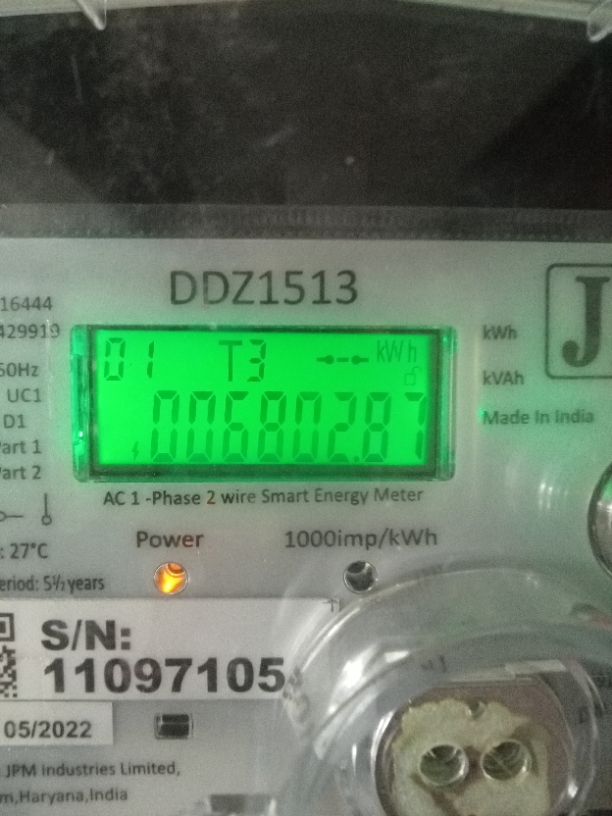 DDZ1513
16444
429919
50Hz
UC1
D1
Part 1
Part 2
: 27°C
eriod: 5½ years
01 T3 kWh
006802.87
kWh
kVAh
Made In India
J
AC 1 -Phase 2 wire Smart Energy Meter
Power 1000imp/kWh
S/N:
11097105
05/2022
JPM industries Limited,
m,Haryana,India